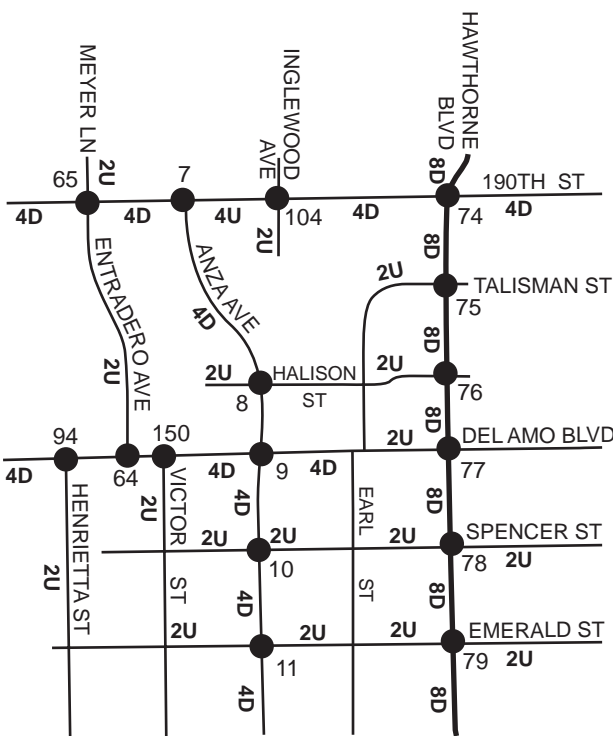 MEYER LN
2U
INGLEWOOD
AVE
2U
HAWTHORNE
BLVD
8D
65
7
104
74
190TH ST
4D
4D
4U
4D
4D
8D
ENTRADERO AVE
2U
ANZA AVE
4D
2U
TALISMAN ST
75
8D
2U
HALISON
ST
8
2U
76
8D
94
150
64
4D
4D
9
4D
2U
DEL AMO BLVD
77
HENRIETTA ST
2U
2U
VICTOR
ST
4D
EARL
ST
8D
2U
2U
10
2U
SPENCER ST
78
2U
4D
8D
2U
2U
2U
EMERALD ST
11
79
2U
4D
8D